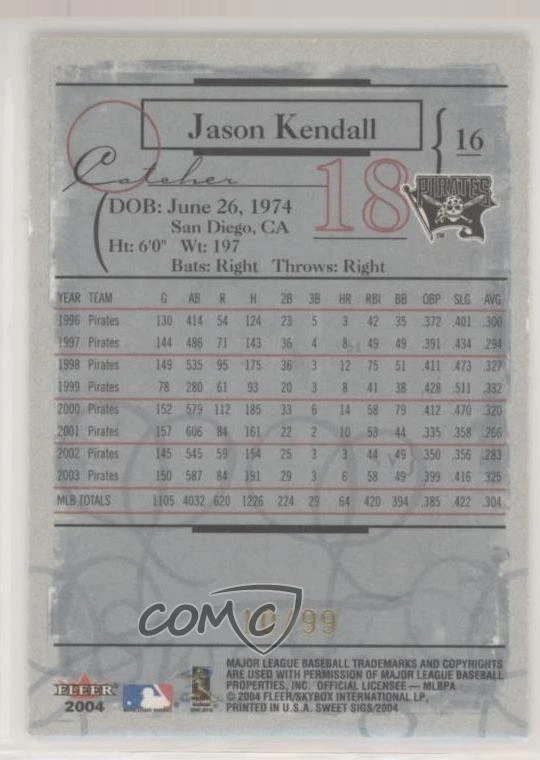 Jason Kendall
16
Catcher
18
PIRATES
TM
DOB: June 26, 1974
San Diego, CA
Ht: 6'0" Wt: 197
Bats: Right Throws: Right
YEAR TEAM G AB R H 2B 3B HR RBI BB OBP SLG AVG
1996 Pirates 130 414 54 124 23 5 3 42 35 .372 .401 .300
1997 Pirates 144 486 71 143 36 4 8 49 49 .391 .434 .294
1998 Pirates 149 535 95 175 36 3 12 75 51 .411 .473 .327
1999 Pirates 78 280 61 93 20 3 8 41 38 .428 .511 .332
2000 Pirates 152 579 112 185 33 6 14 58 79 .412 .470 .320
2001 Pirates 157 606 84 161 22 2 10 53 44 .335 .358 .266
2002 Pirates 145 545 59 154 25 3 3 44 49 .350 .356 .283
2003 Pirates 150 587 84 191 29 3 6 58 49 .399 .416 .325
MLB TOTALS 1105 4032 620 1226 224 29 64 420 394 .385 .422 .304
COMC
/99
FLEER
2004
MAJOR LEAGUE BASEBALL TRADEMARKS AND COPYRIGHTS
ARE USED WITH PERMISSION OF MAJOR LEAGUE BASEBALL
PROPERTIES, INC. OFFICIAL LICENSEE — MLBPA
© 2004 FLEER/SKYBOX INTERNATIONAL LP.
PRINTED IN U.S.A. SWEET SIGS/2004